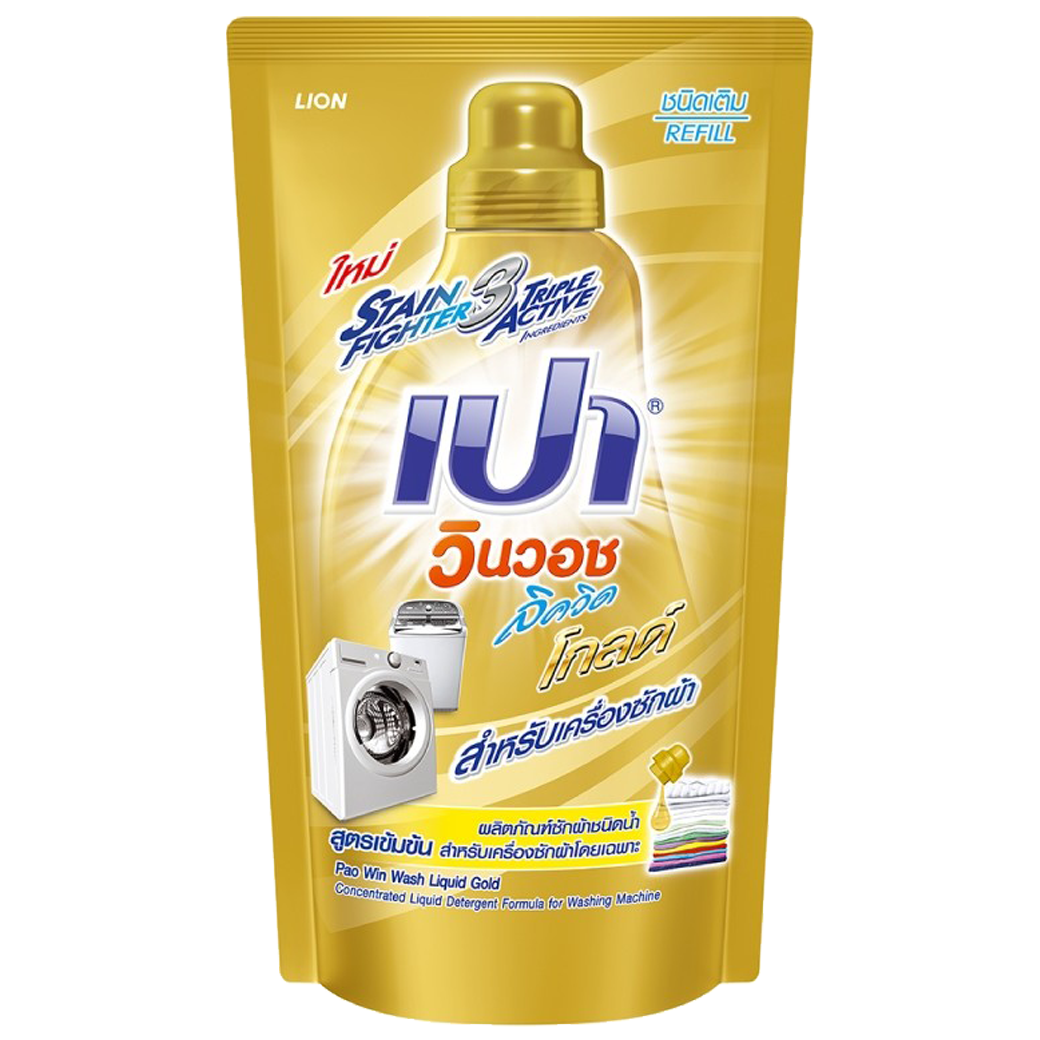 LION
ชนิดเติม
REFILL
ใหม่
STAIN FIGHTER 3 TRIPLE ACTIVE INGREDIENTS
เปา®
วินวอช
ลิควิด
โกลด์
สำหรับเครื่องซักผ้า
สูตรเข้มข้น
ผลิตภัณฑ์ซักผ้าชนิดน้ำ
สำหรับเครื่องซักผ้าโดยเฉพาะ
Pao Win Wash Liquid Gold
Concentrated Liquid Detergent Formula for Washing Machine